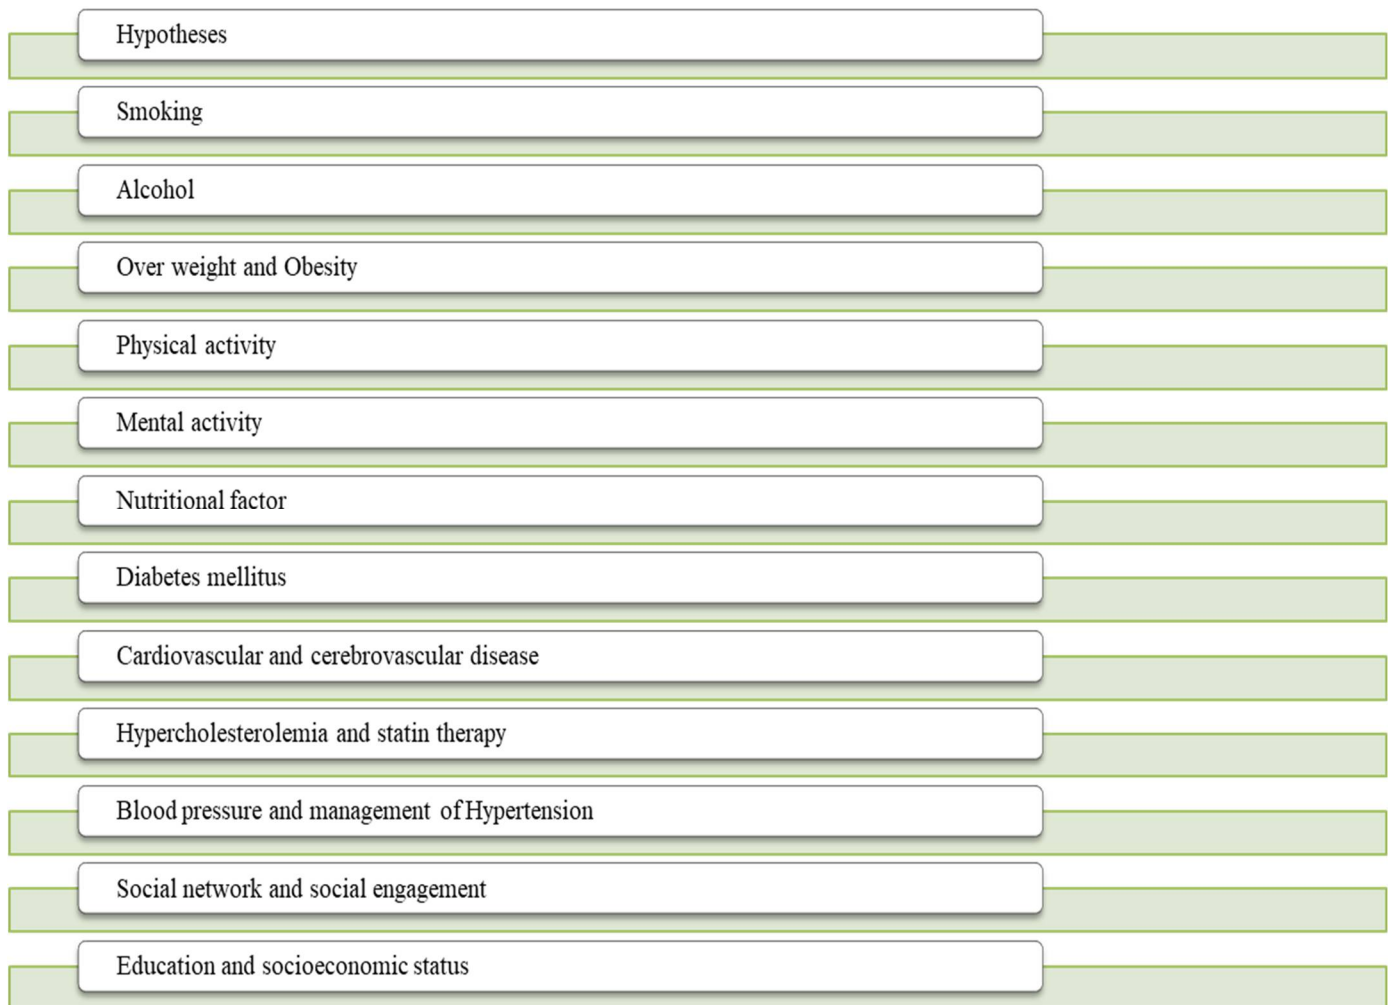 Hypotheses
Smoking
Alcohol
Over weight and Obesity
Physical activity
Mental activity
Nutritional factor
Diabetes mellitus
Cardiovascular and cerebrovascular disease
Hypercholesterolemia and statin therapy
Blood pressure and management of Hypertension
Social network and social engagement
Education and socioeconomic status